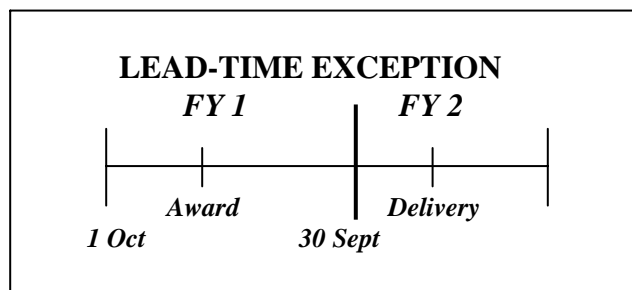 LEAD-TIME EXCEPTION
FY 1 FY 2
Award Delivery
1 Oct 30 Sept